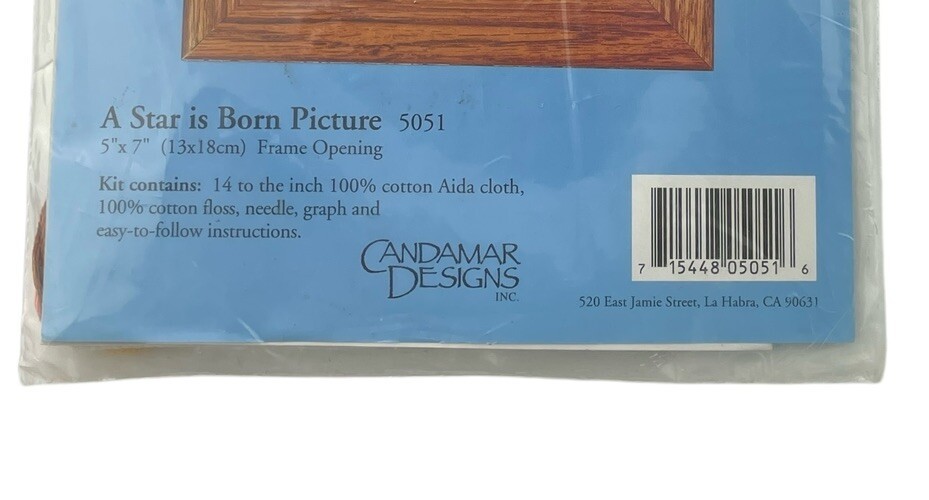 A Star is Born Picture 5051
5"x 7" (13x18cm) Frame Opening
Kit contains: 14 to the inch 100% cotton Aida cloth,
100% cotton floss, needle, graph and
easy-to-follow instructions.
CANDAMAR
DESIGNS
INC.
7 15448 05051 6
520 East Jamie Street, La Habra, CA 90631